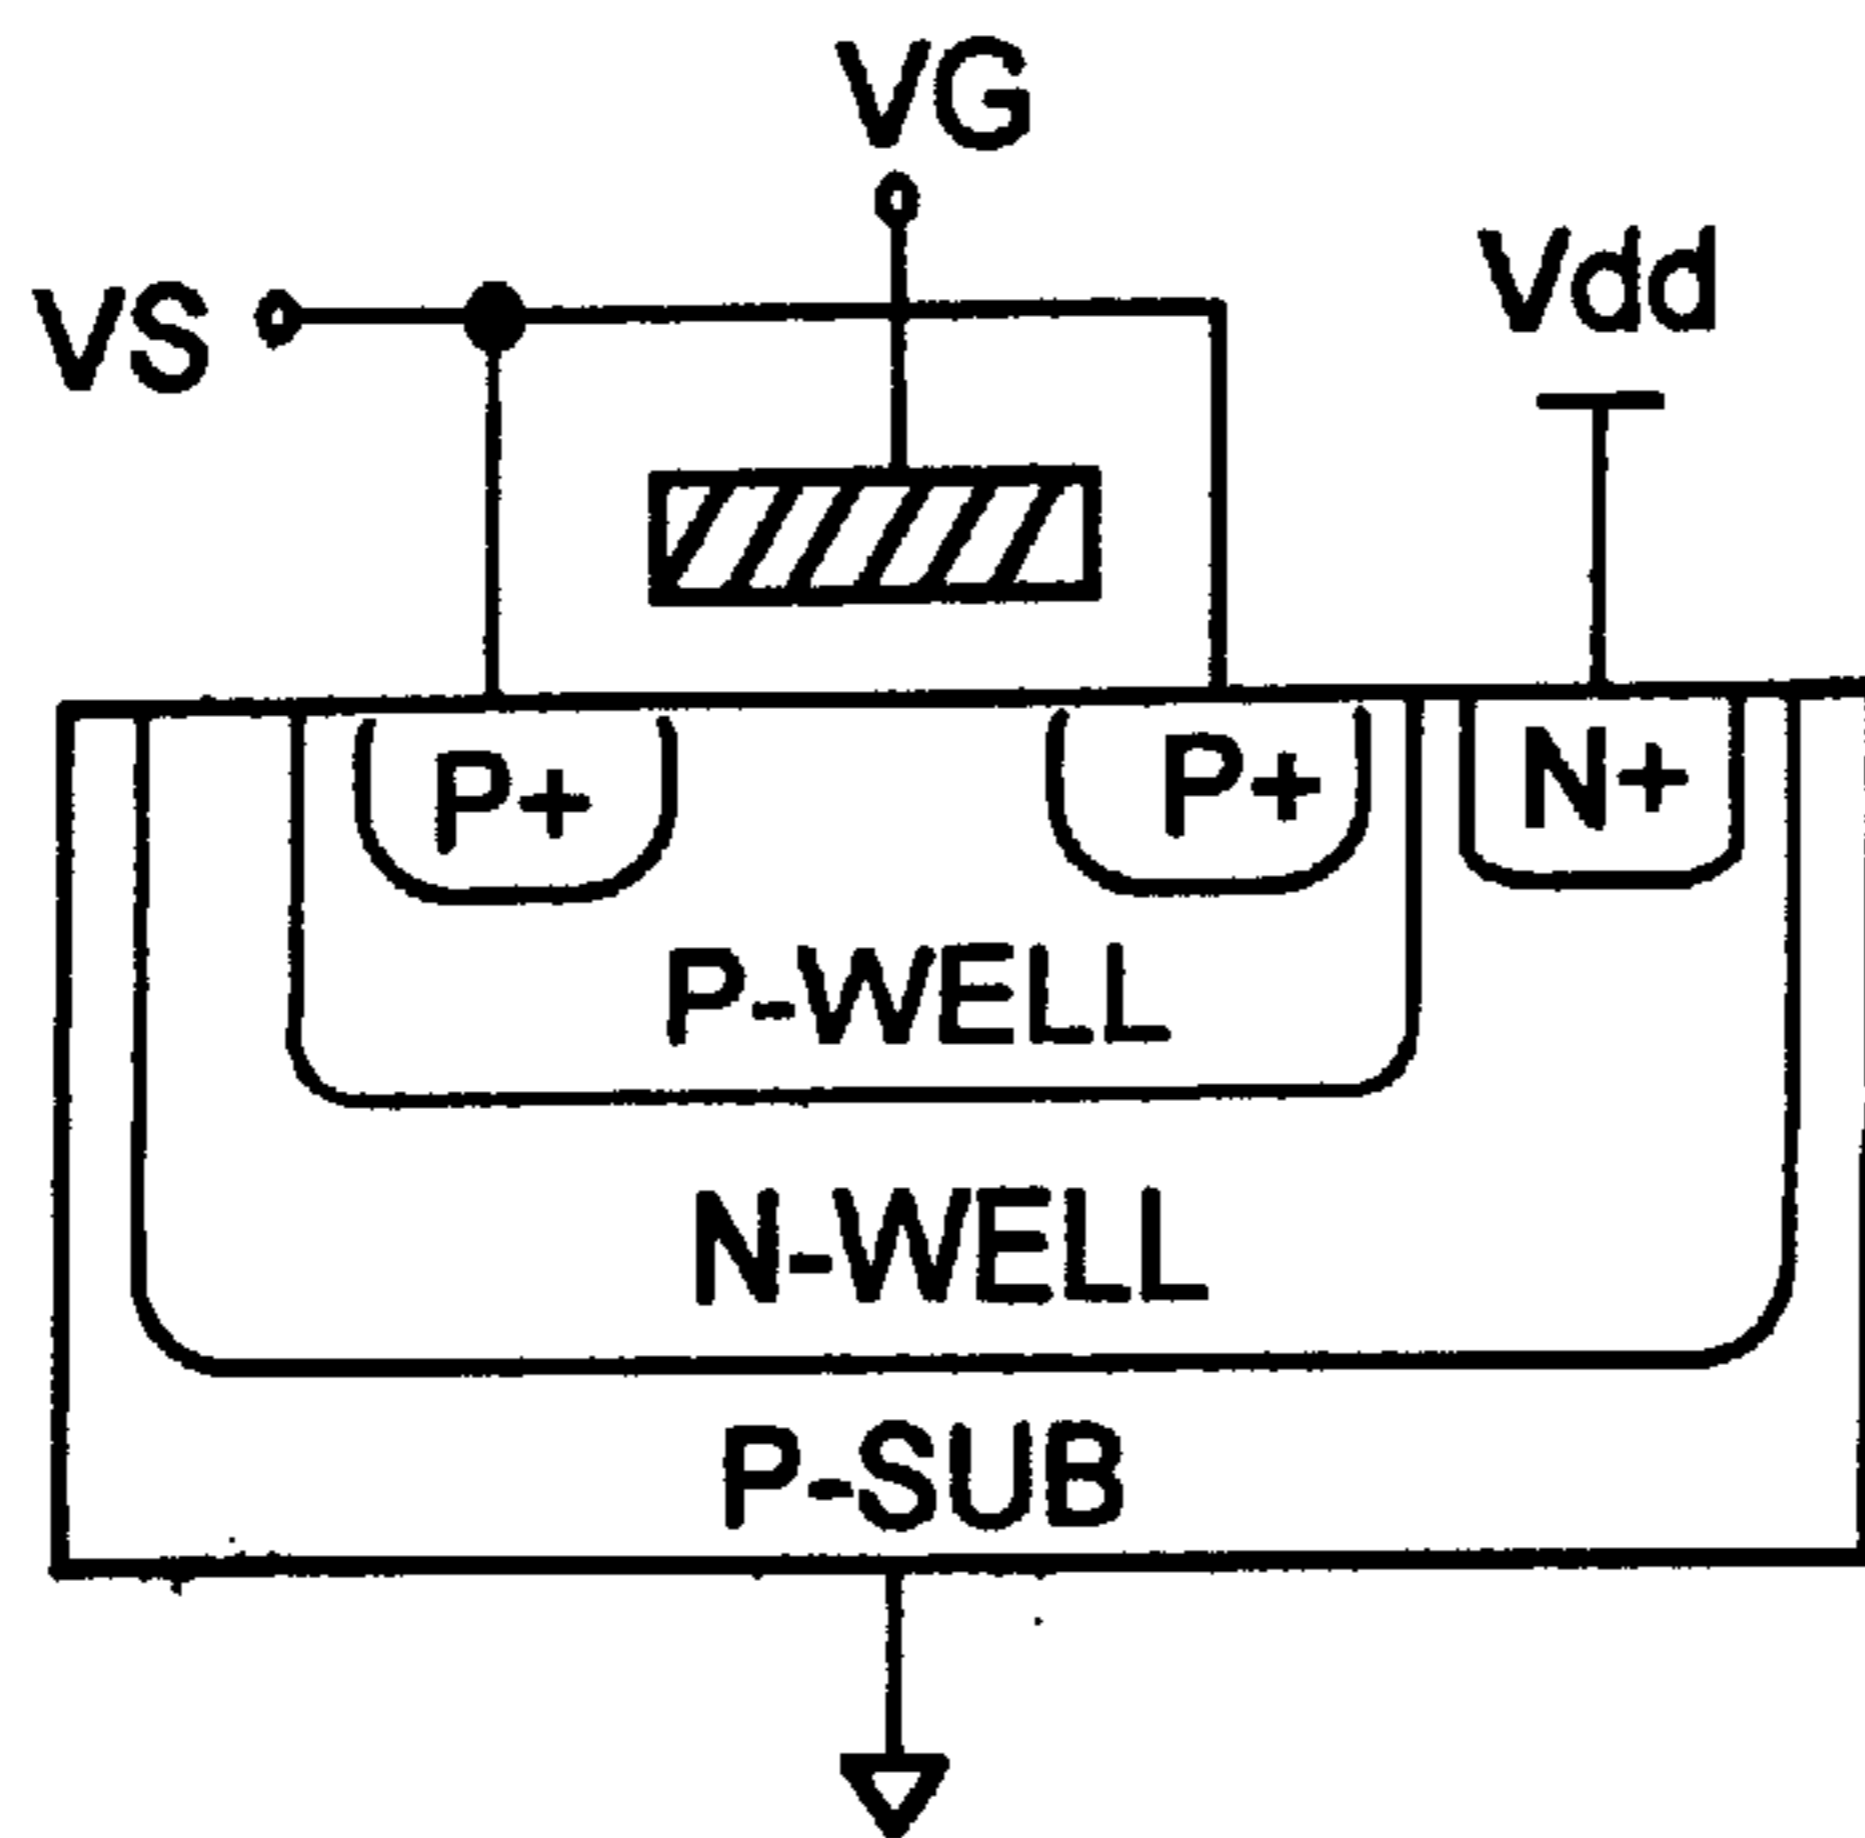 VG
VS
Vdd
P+
P+
N+
P-WELL
N-WELL
P-SUB